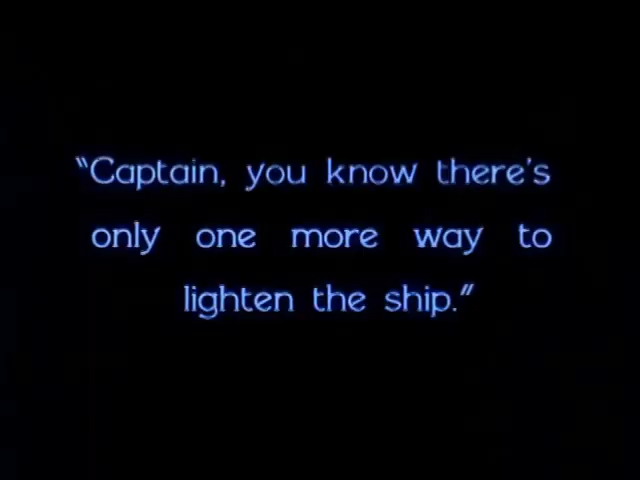 “Captain, you know there's
only one more way to
lighten the ship.”